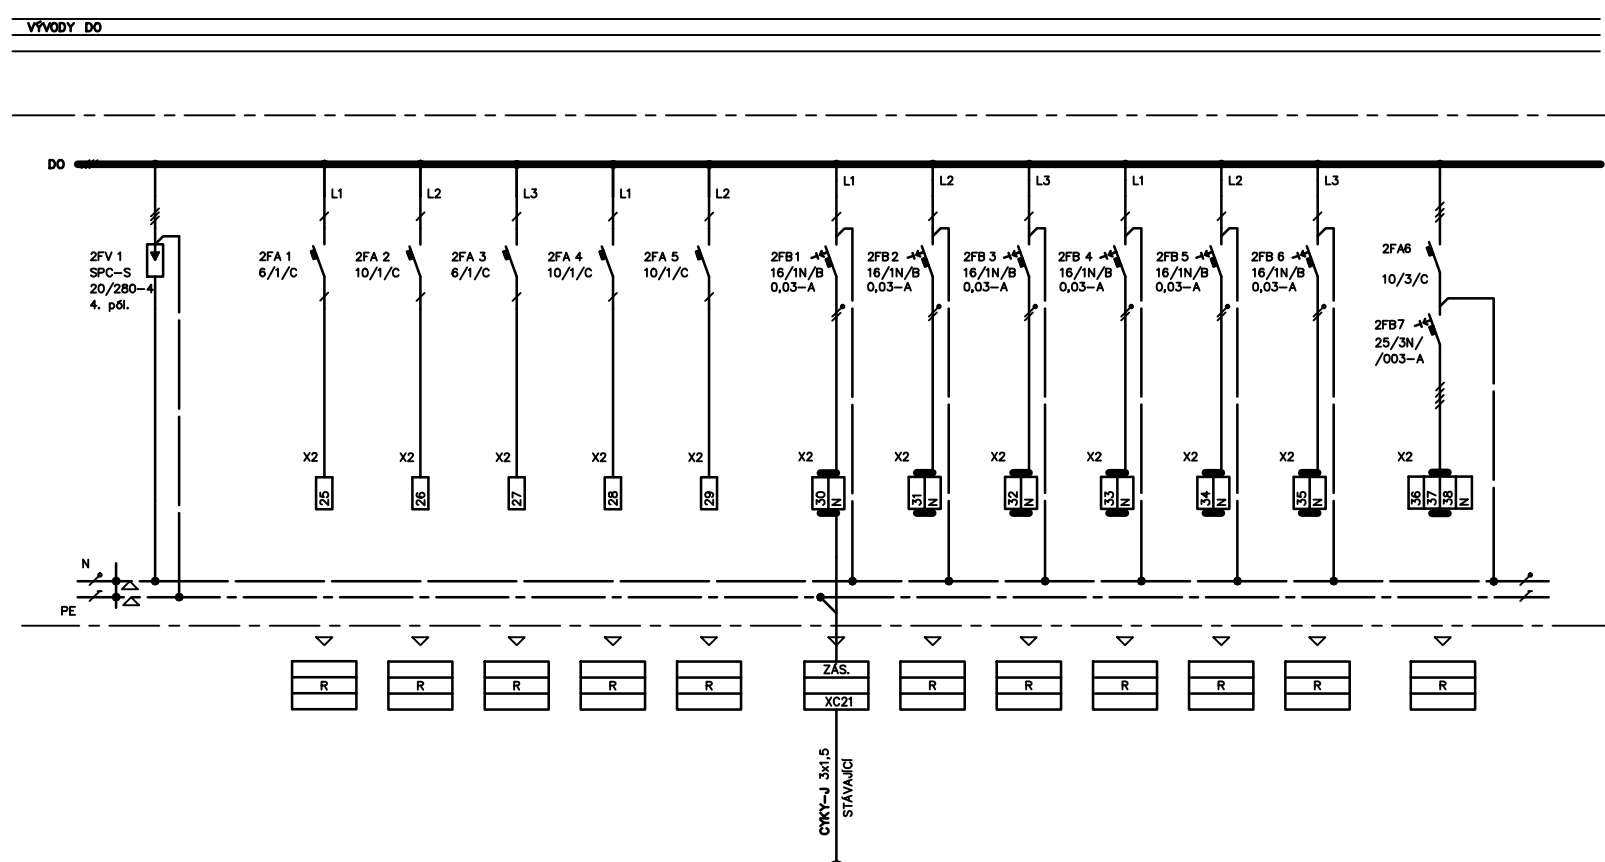 VÝVODY DO
DO
L1
L2
L3
L1
L2
L1
L2
L3
L1
L2
L3
2FV 1
SPC-S
20/280-4
4. pól.
2FA 1
6/1/C
2FA 2
10/1/C
2FA 3
6/1/C
2FA 4
10/1/C
2FA 5
10/1/C
2FB 1
16/1N/B
0,03-A
2FB 2
16/1N/B
0,03-A
2FB 3
16/1N/B
0,03-A
2FB 4
16/1N/B
0,03-A
2FB 5
16/1N/B
0,03-A
2FB 6
16/1N/B
0,03-A
2FA6
10/3/C
2FB7
25/3N/
/003-A
X2
X2
X2
X2
X2
X2
X2
X2
X2
X2
X2
X2
25
26
27
28
29
30 N
31 N
32 N
33 N
34 N
35 N
36 37 38 N
N
PE
R
R
R
R
R
ZÁS.
XC21
R
R
R
R
R
R
CYKY-J 3x1,5
STÁVAJÍCÍ